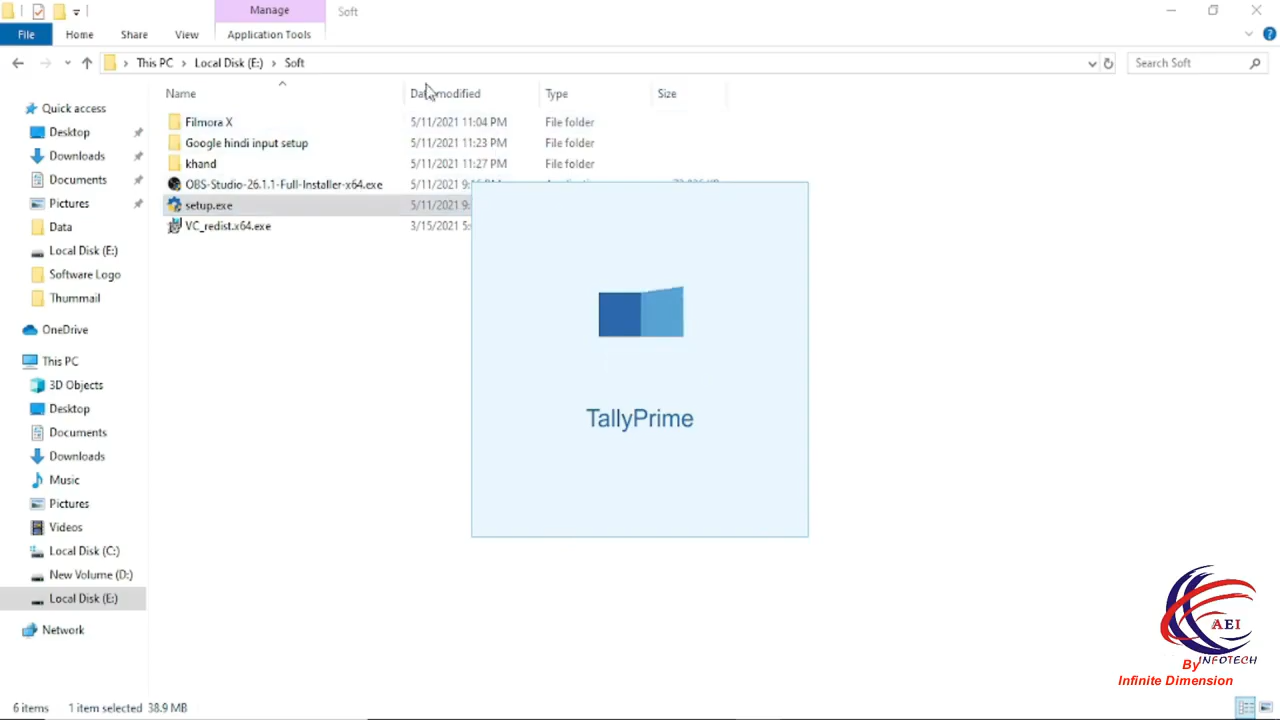 Manage
Soft
File
Home
Share
View
Application Tools
This PC > Local Disk (E:) > Soft
Search Soft
Name
Date modified
Type
Size
Quick access
Desktop
Downloads
Documents
Pictures
Data
Local Disk (E:)
Software Logo
Thummail
OneDrive
This PC
3D Objects
Desktop
Documents
Downloads
Music
Pictures
Videos
Local Disk (C:)
New Volume (D:)
Local Disk (E:)
Network
Filmora X 5/11/2021 11:04 PM File folder
Google hindi input setup 5/11/2021 11:23 PM File folder
khand 5/11/2021 11:27 PM File folder
OBS-Studio-26.1.1-Full-Installer-x64.exe 5/11/2021
setup.exe 5/11/2021
VC_redist.x64.exe 3/15/2021
TallyPrime
AEI
INFOTECH
By
Infinite Dimension
6 items 1 item selected 38.9 MB